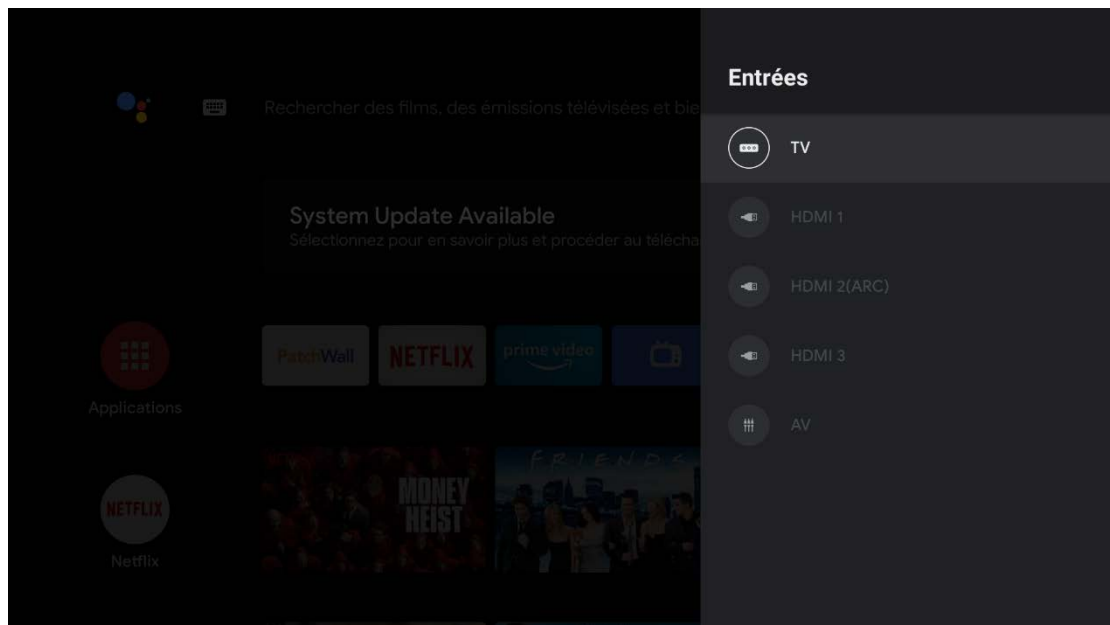 Entrées
TV
HDMI 1
HDMI 2(ARC)
HDMI 3
AV
Rechercher des films, des émissions télévisées et bie
System Update Available
Sélectionnez pour en savoir plus et procéder au télécha
PatchWall
NETFLIX
prime video
Applications
MONEY
HEIST
FRIENDS
NETFLIX
Netflix